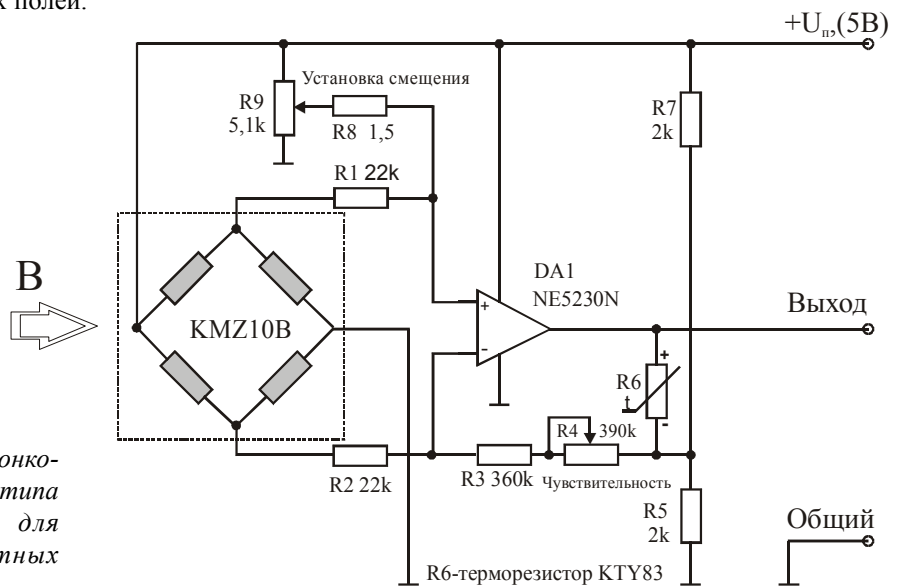 х полей.
+Uп,(5В)
Установка смещения
R9
5,1k
R8 1,5
R7
2k
R1 22k
B
KMZ10B
DA1
NE5230N
+
-
Выход
+
R6
t
-
R4 390k
R2 22k
R3 360k
Чувствительность
R5
2k
Общий
R6-терморезистор KTY83
онко-
типа
для
тных